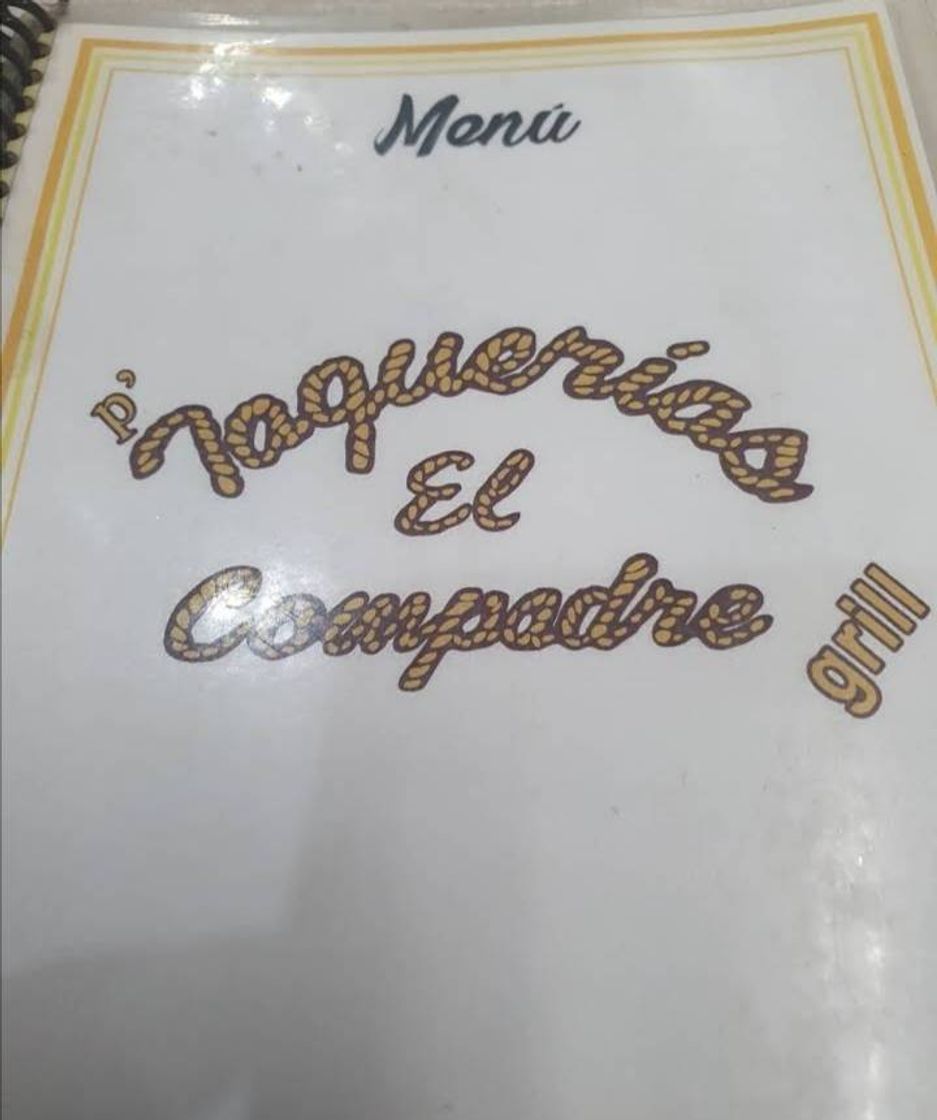 Menú
p' Taquerías
El
Compadre
grill